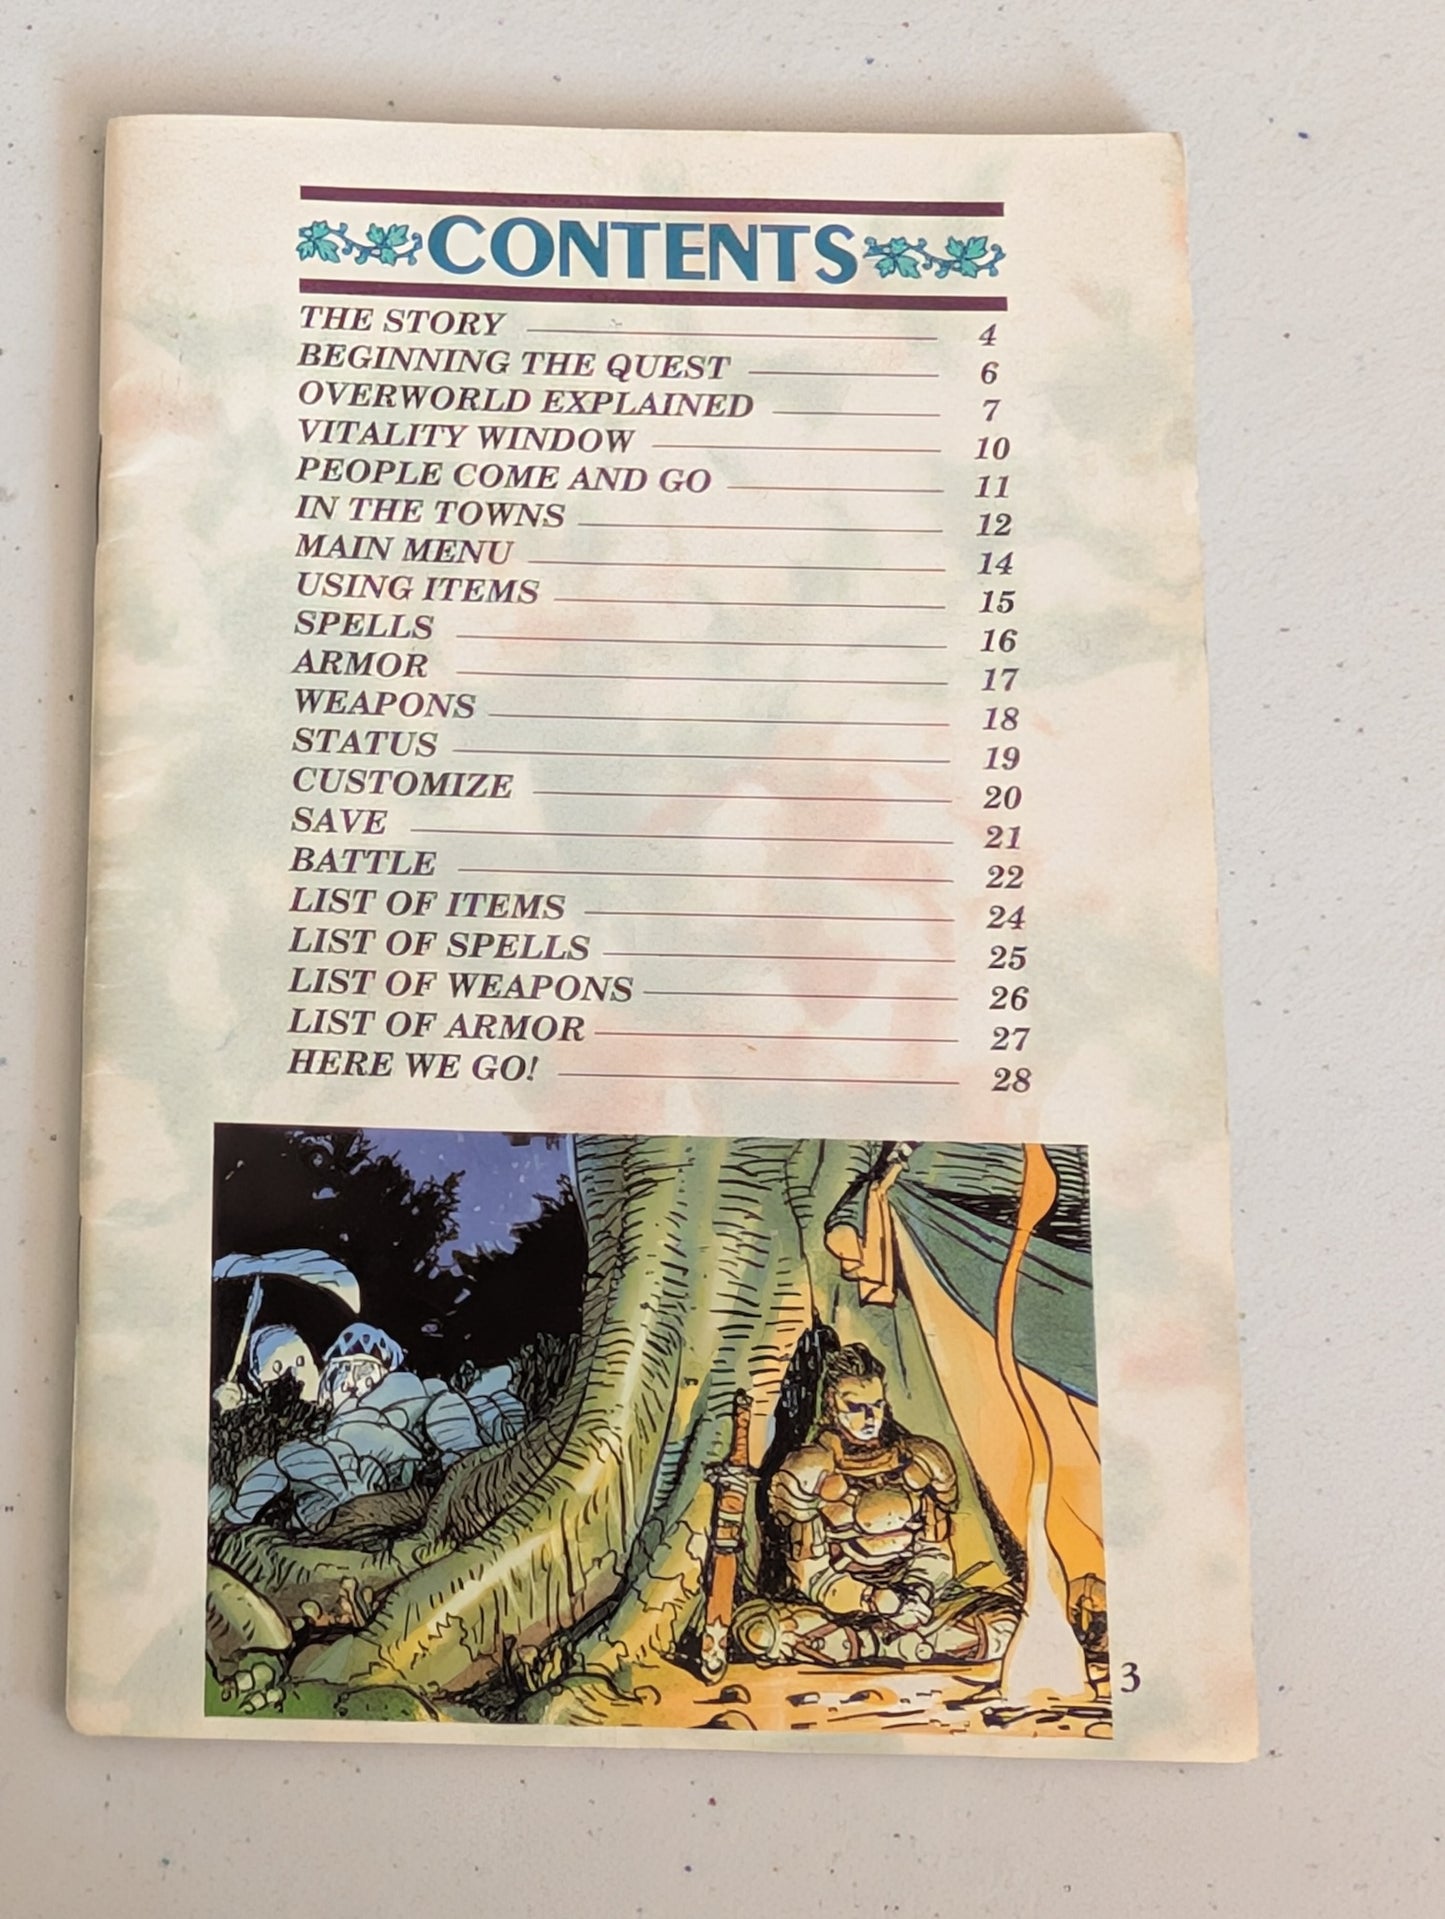 CONTENTS
THE STORY 4
BEGINNING THE QUEST 6
OVERWORLD EXPLAINED 7
VITALITY WINDOW 10
PEOPLE COME AND GO 11
IN THE TOWNS 12
MAIN MENU 14
USING ITEMS 15
SPELLS 16
ARMOR 17
WEAPONS 18
STATUS 19
CUSTOMIZE 20
SAVE 21
BATTLE 22
LIST OF ITEMS 24
LIST OF SPELLS 25
LIST OF WEAPONS 26
LIST OF ARMOR 27
HERE WE GO! 28
3